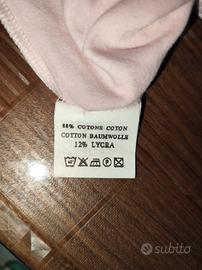 88% COTONE COTON
COTTON BAUMWOLLE
12% LYCRA
subito